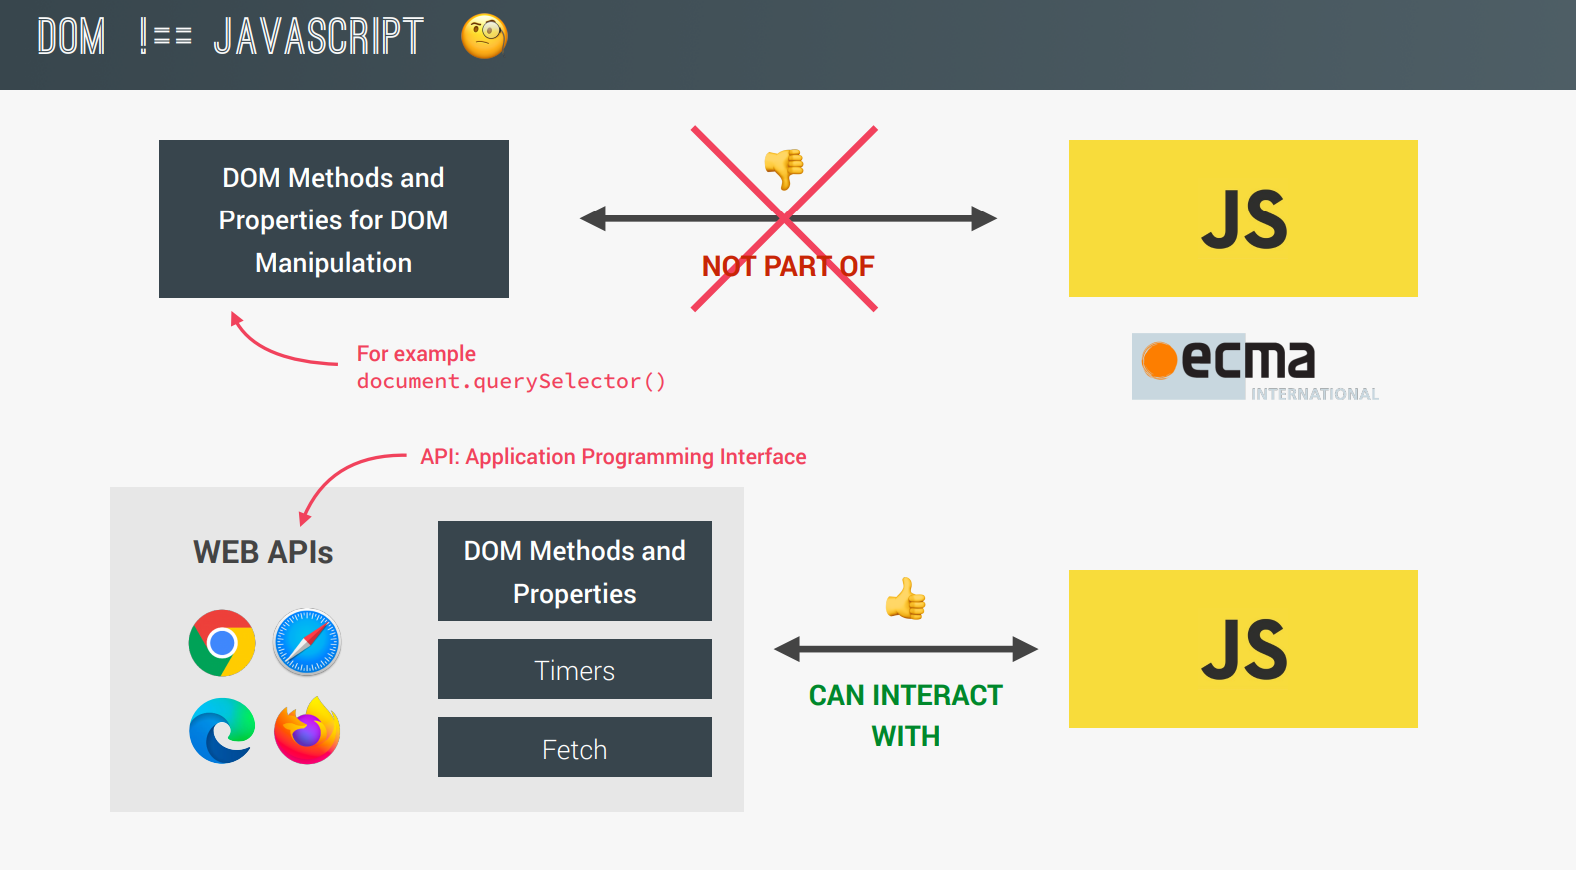 DOM !== JAVASCRIPT
DOM Methods and
Properties for DOM
Manipulation
NOT PART OF
JS
For example
document.querySelector()
ecma
INTERNATIONAL
API: Application Programming Interface
WEB APIs
DOM Methods and
Properties
Timers
Fetch
CAN INTERACT
WITH
JS